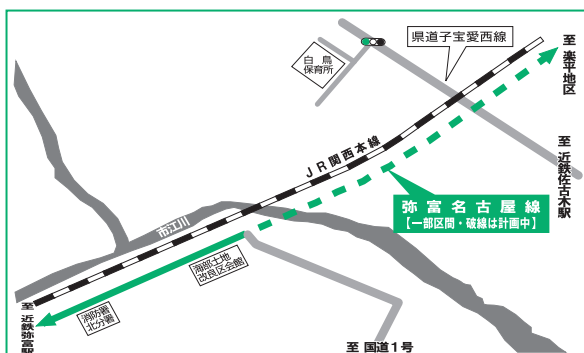 県道子宝愛西線
白鳥
保育所
至 楽平地区
JR関西本線
至 近鉄佐古木駅
弥富名古屋線
【一部区間・破線は計画中】
市江川
海部土地
改良区会館
消防署
北分署
至 近鉄弥富駅
至 国道1号